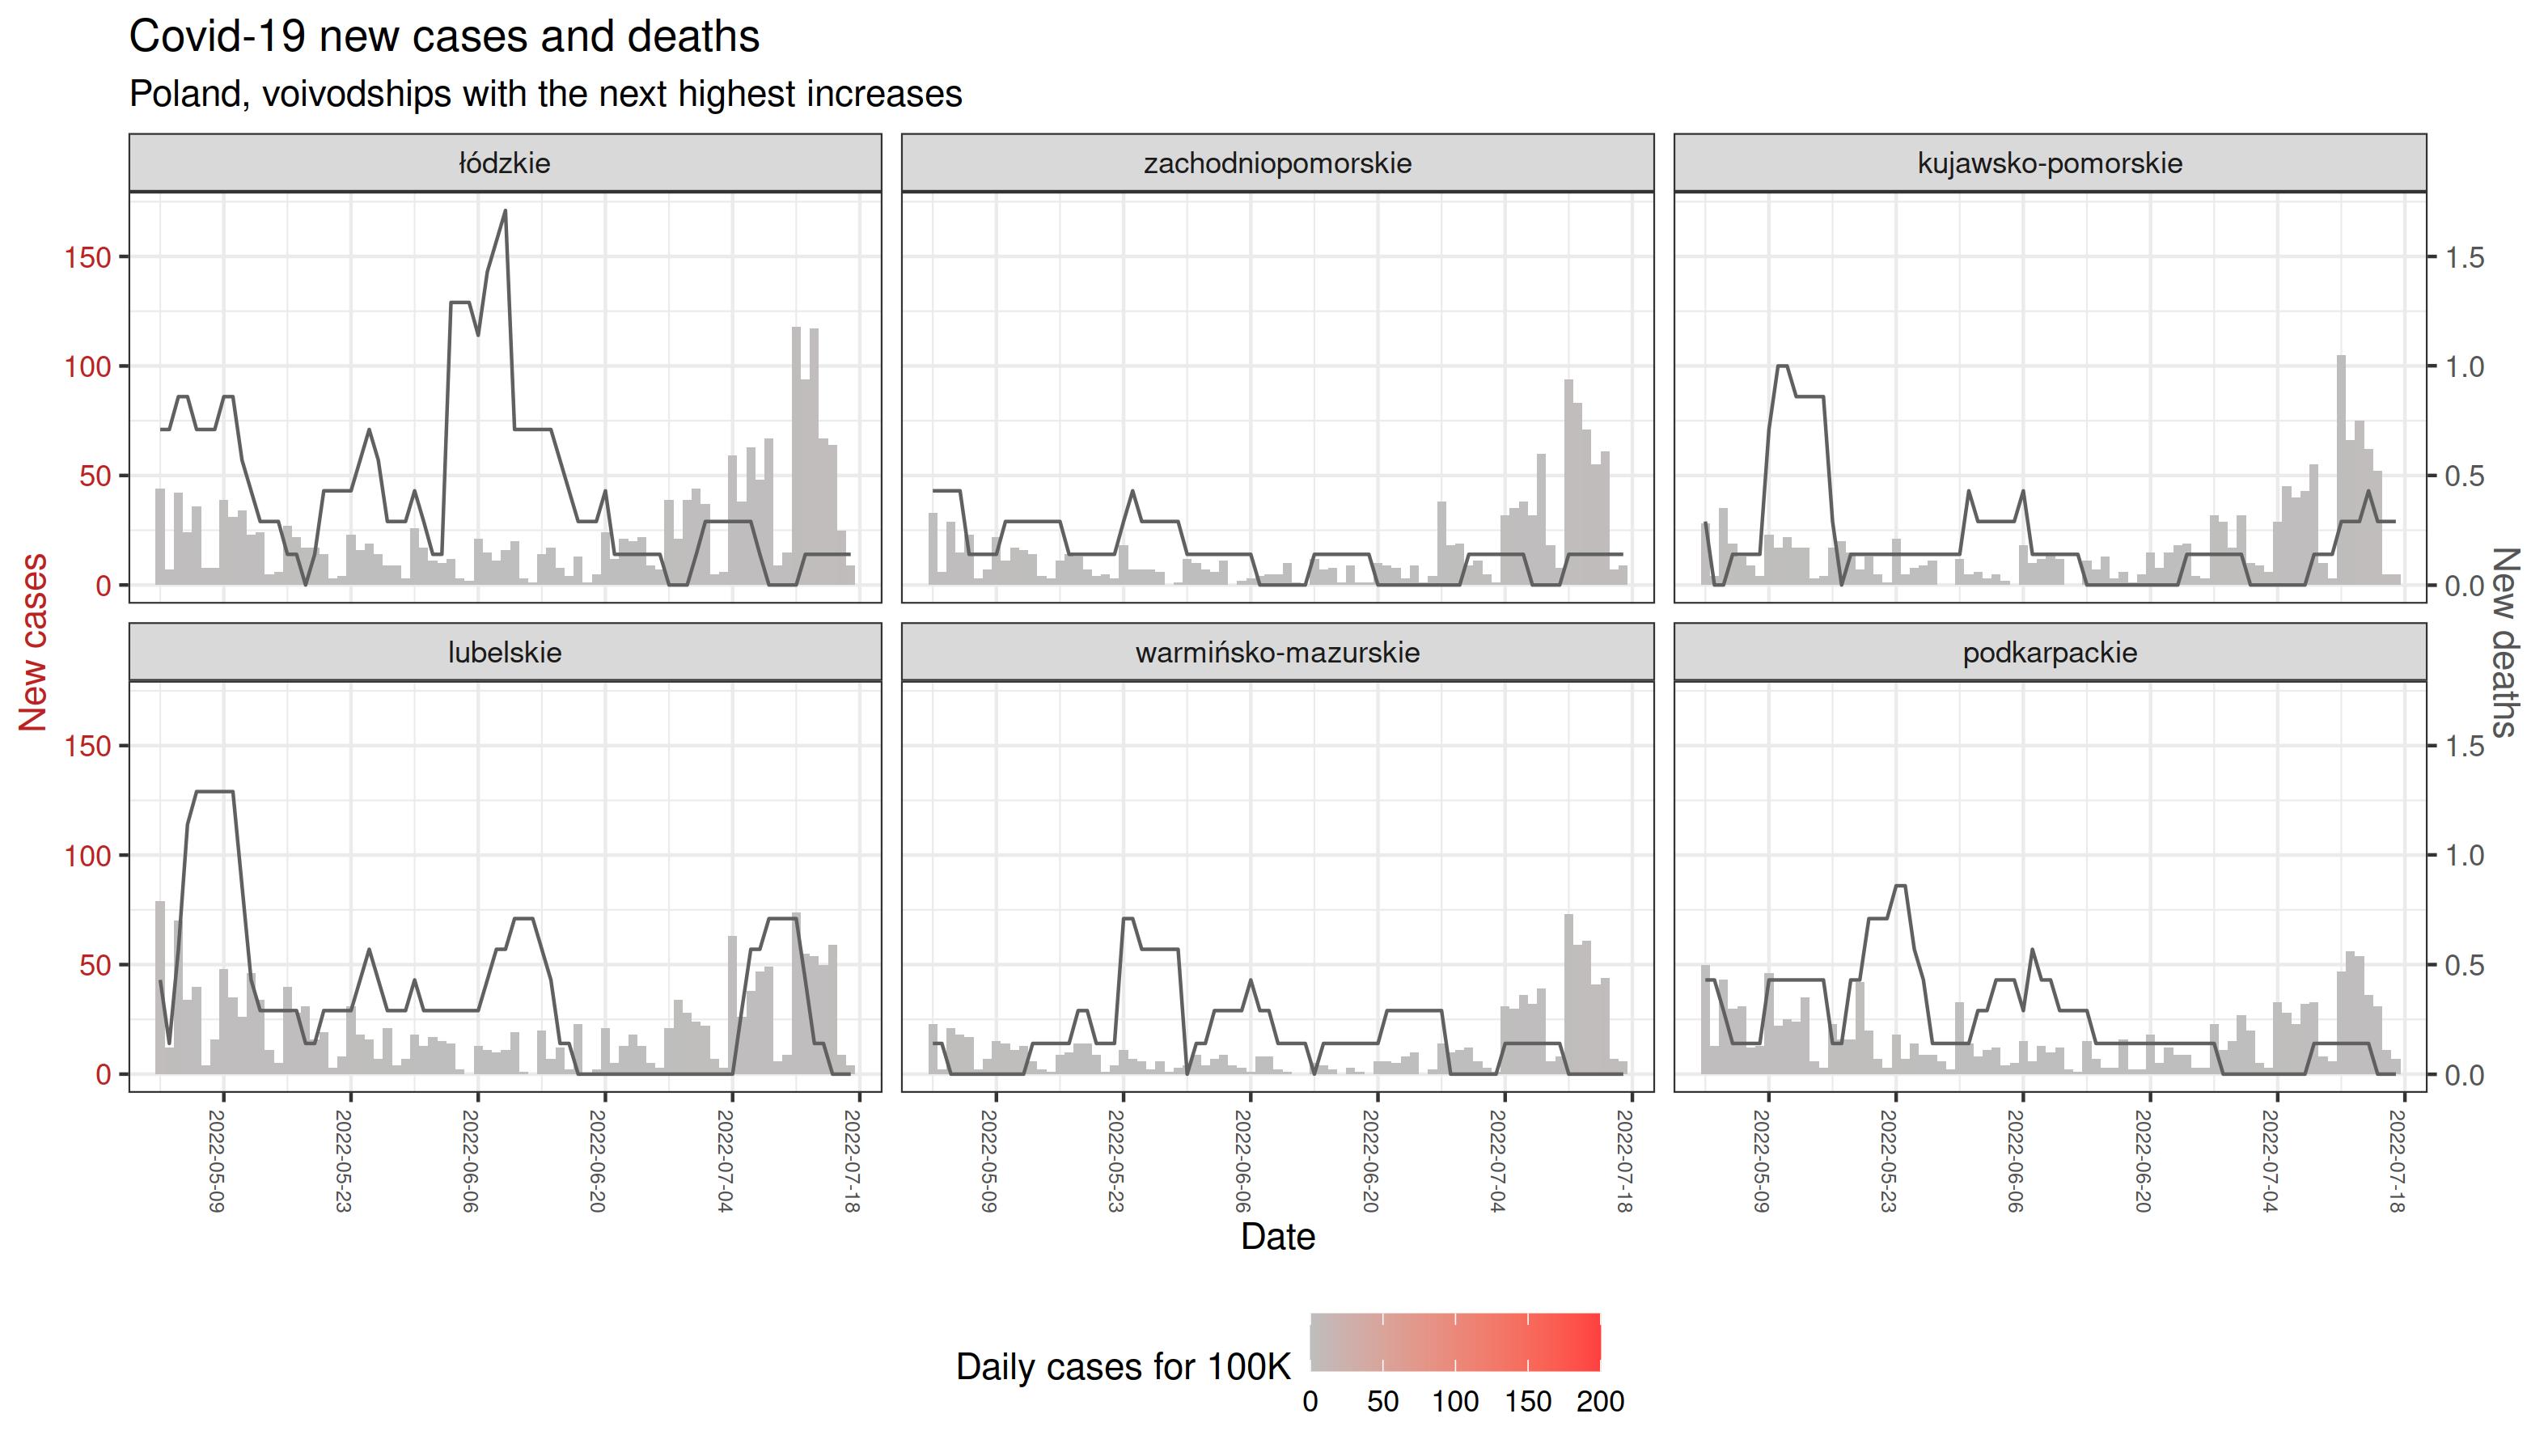 Covid-19 new cases and deaths
Poland, voivodships with the next highest increases
łódzkie
zachodniopomorskie
kujawsko-pomorskie
150
100
50
0
1.5
1.0
0.5
0.0
lubelskie
warmińsko-mazurskie
podkarpackie
150
100
50
0
1.5
1.0
0.5
0.0
New cases
New deaths
2022-05-09
2022-05-23
2022-06-06
2022-06-20
2022-07-04
2022-07-18
2022-05-09
2022-05-23
2022-06-06
2022-06-20
2022-07-04
2022-07-18
2022-05-09
2022-05-23
2022-06-06
2022-06-20
2022-07-04
2022-07-18
Date
Daily cases for 100K
0 50 100 150 200